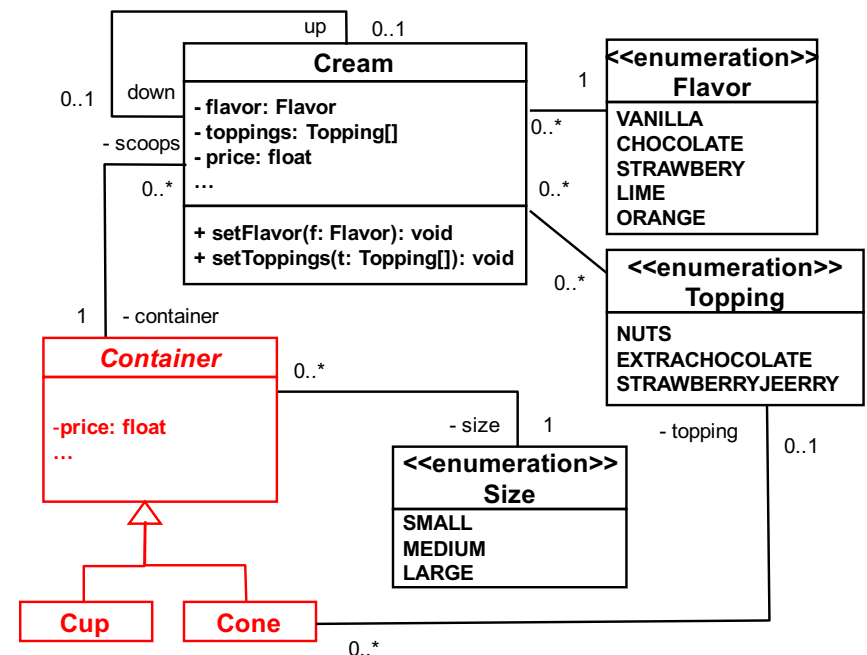 up 0..1
Cream
0..1 down
- flavor: Flavor
- toppings: Topping[]
- price: float
...
- scoops
0..*
+ setFlavor(f: Flavor): void
+ setToppings(t: Topping[]): void
1
0..*
<<enumeration>>
Flavor
VANILLA
CHOCOLATE
STRAWBERY
LIME
ORANGE
0..*
0..*
<<enumeration>>
Topping
NUTS
EXTRACHOCOLATE
STRAWBERRYJEERRY
1 - container
Container
-price: float
...
0..*
- size 1
<<enumeration>>
Size
SMALL
MEDIUM
LARGE
- topping
0..1
Cup
Cone
0..*